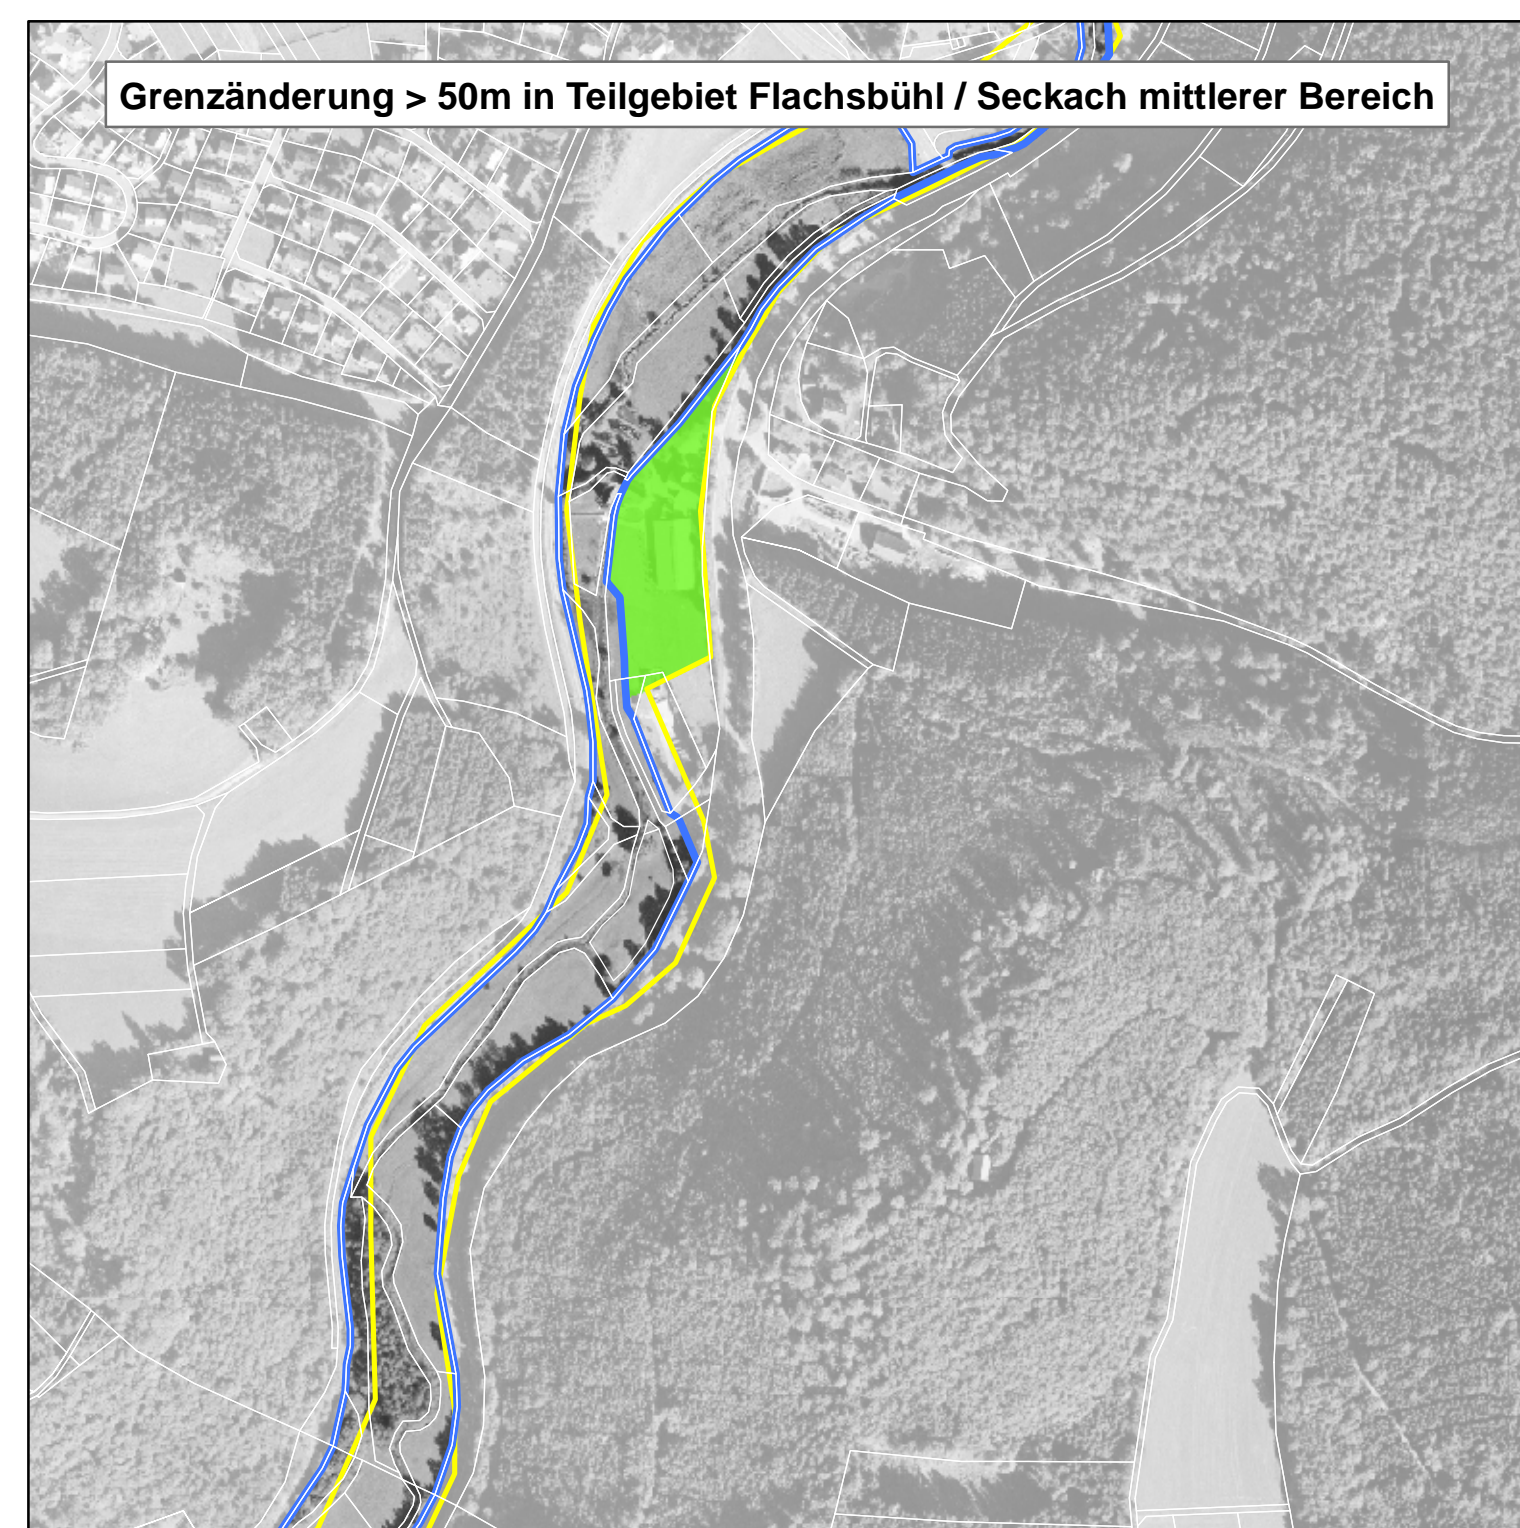 Grenzänderung > 50m in Teilgebiet Flachsbühl / Seckach mittlerer Bereich